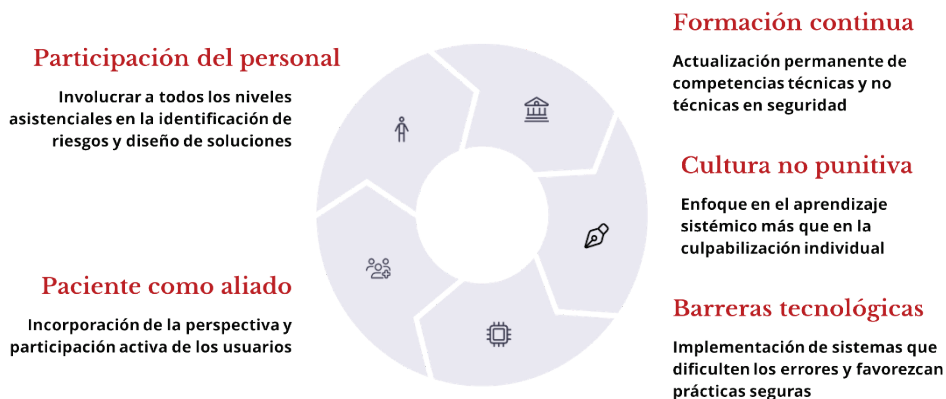 Participación del personal
Involucrar a todos los niveles
asistenciales en la identificación de
riesgos y diseño de soluciones
Paciente como aliado
Incorporación de la perspectiva y
participación activa de los usuarios
Formación continua
Actualización permanente de
competencias técnicas y no
técnicas en seguridad
Cultura no punitiva
Enfoque en el aprendizaje
sistémico más que en la
culpabilización individual
Barreras tecnológicas
Implementación de sistemas que
dificulten los errores y favorezcan
prácticas seguras